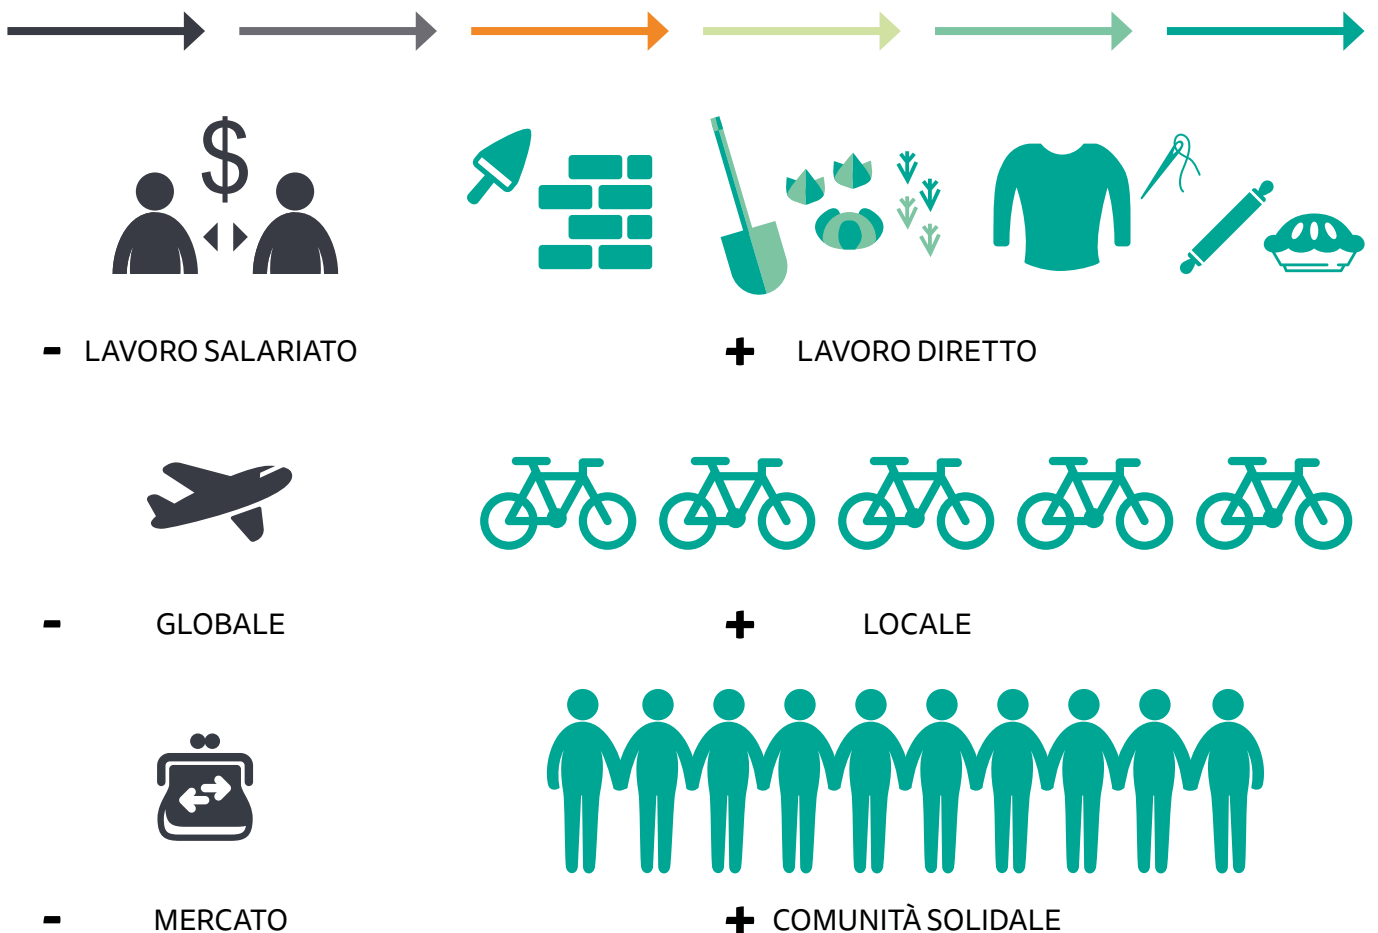 $
- LAVORO SALARIATO + LAVORO DIRETTO
- GLOBALE + LOCALE
- MERCATO + COMUNITÀ SOLIDALE